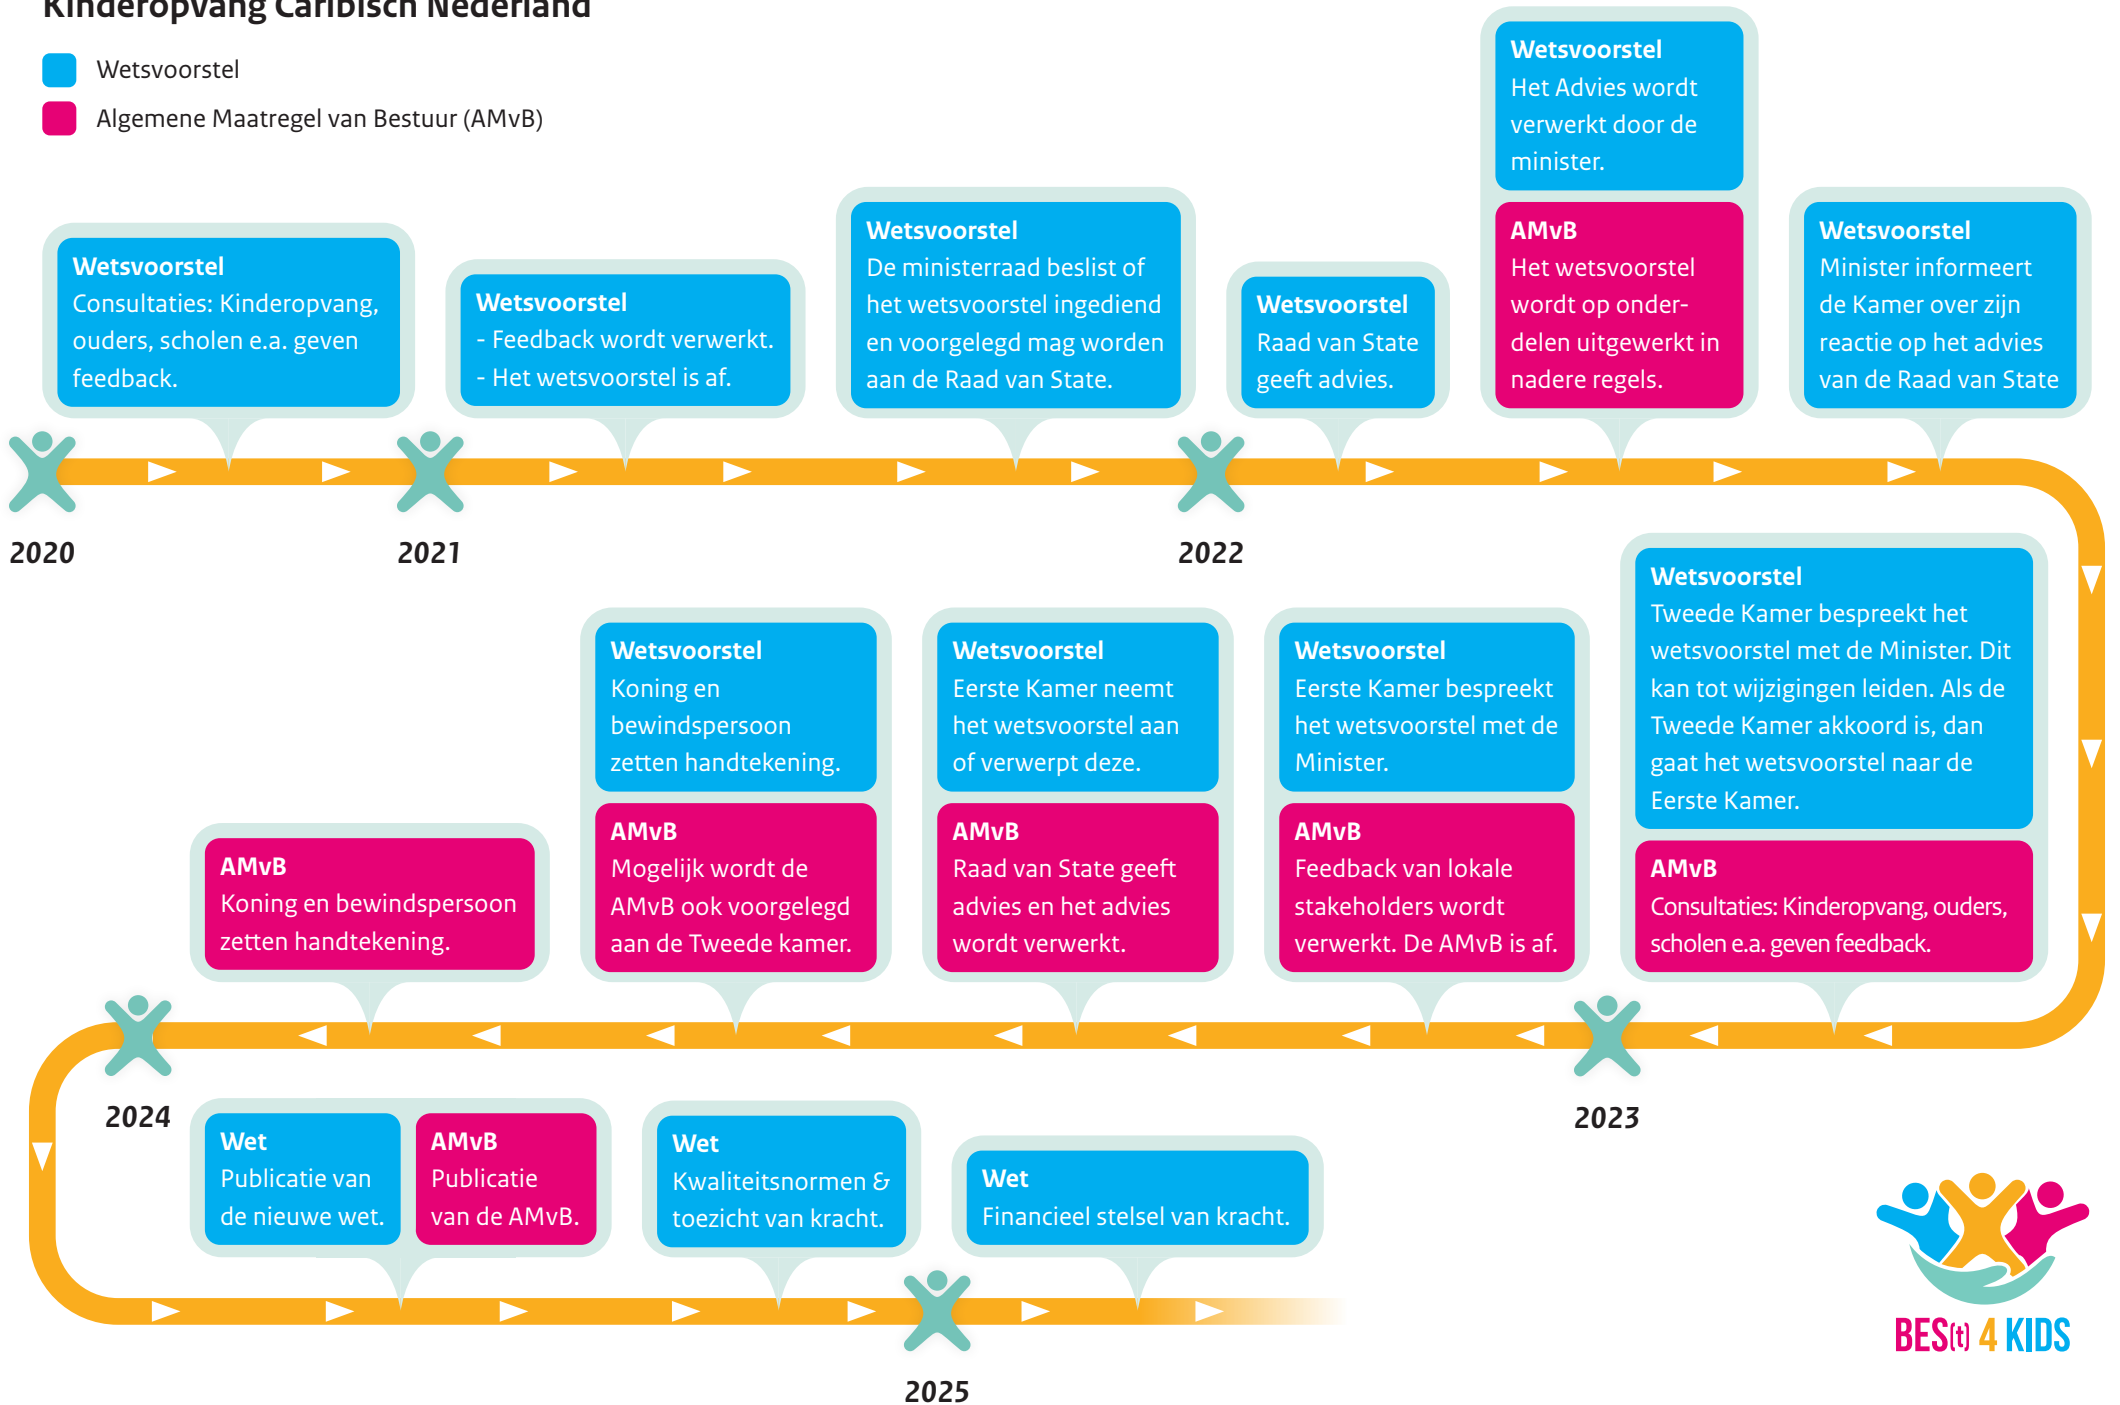 Kinderopvang Caribisch Nederland
Wetsvoorstel
Algemene Maatregel van Bestuur (AMvB)
Wetsvoorstel
Consultaties: Kinderopvang,
ouders, scholen e.a. geven
feedback.
Wetsvoorstel
- Feedback wordt verwerkt.
- Het wetsvoorstel is af.
Wetsvoorstel
De ministerraad beslist of
het wetsvoorstel ingediend
en voorgelegd mag worden
aan de Raad van State.
Wetsvoorstel
Raad van State
geeft advies.
Wetsvoorstel
Het Advies wordt
verwerkt door de
minister.
AMvB
Het wetsvoorstel
wordt op onder-
delen uitgewerkt in
nadere regels.
Wetsvoorstel
Minister informeert
de Kamer over zijn
reactie op het advies
van de Raad van State
2020
2021
2022
Wetsvoorstel
Tweede Kamer bespreekt het
wetsvoorstel met de Minister. Dit
kan tot wijzigingen leiden. Als de
Tweede Kamer akkoord is, dan
gaat het wetsvoorstel naar de
Eerste Kamer.
AMvB
Consultaties: Kinderopvang, ouders,
scholen e.a. geven feedback.
2023
Wetsvoorstel
Eerste Kamer bespreekt
het wetsvoorstel met de
Minister.
AMvB
Feedback van lokale
stakeholders wordt
verwerkt. De AMvB is af.
Wetsvoorstel
Eerste Kamer neemt
het wetsvoorstel aan
of verwerpt deze.
AMvB
Raad van State geeft
advies en het advies
wordt verwerkt.
Wetsvoorstel
Koning en
bewindspersoon
zetten handtekening.
AMvB
Mogelijk wordt de
AMvB ook voorgelegd
aan de Tweede kamer.
AMvB
Koning en bewindspersoon
zetten handtekening.
2024
Wet
Publicatie van
de nieuwe wet.
AMvB
Publicatie
van de AMvB.
Wet
Kwaliteitsnormen &
toezicht van kracht.
Wet
Financieel stelsel van kracht.
2025
BES(t) 4 KIDS